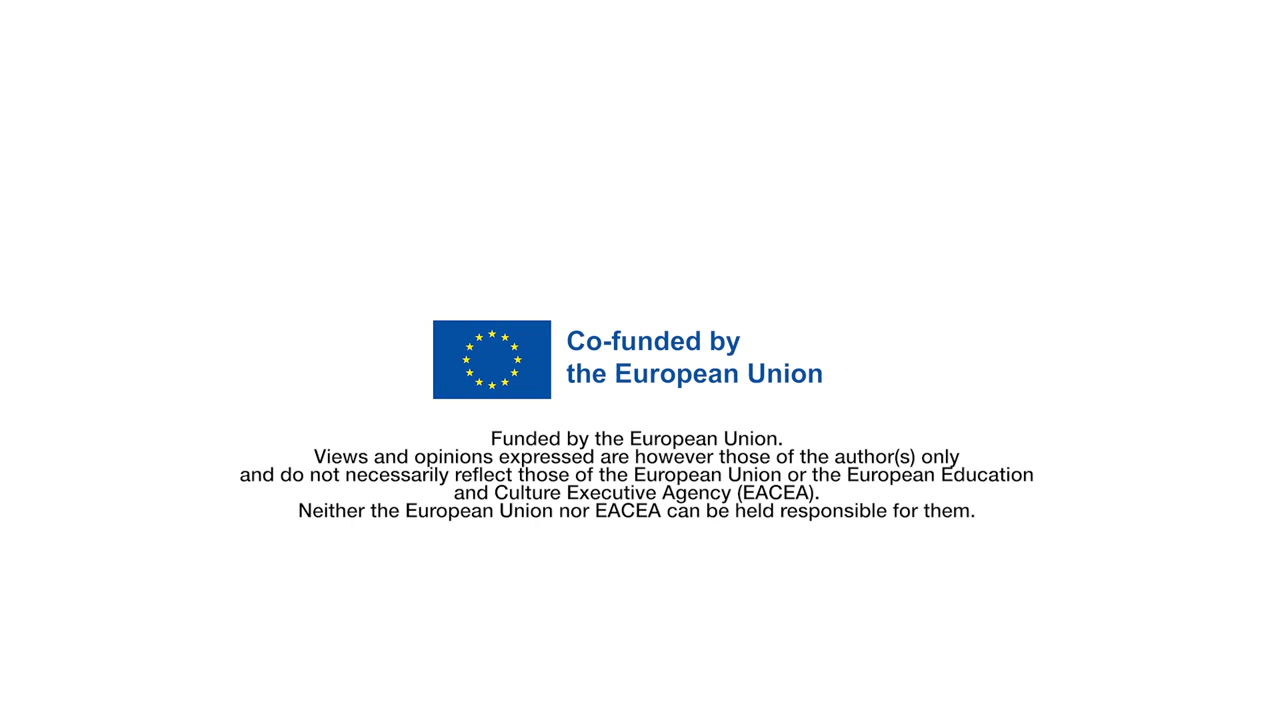 Co-funded by
the European Union
Funded by the European Union.
Views and opinions expressed are however those of the author(s) only
and do not necessarily reflect those of the European Union or the European Education
and Culture Executive Agency (EACEA).
Neither the European Union nor EACEA can be held responsible for them.